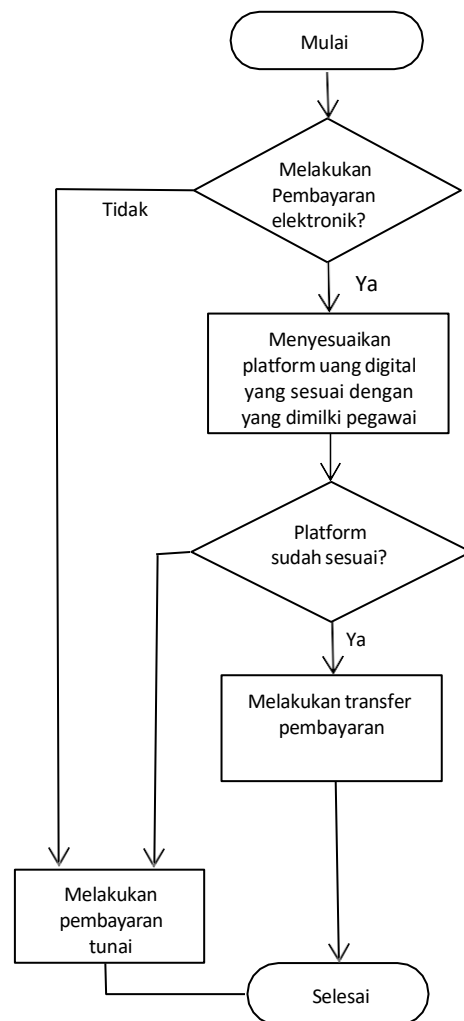 Mulai
Melakukan
Pembayaran
elektronik?
Tidak
Ya
Menyesuaikan
platform uang digital
yang sesuai dengan
yang dimilki pegawai
Platform
sudah sesuai?
Ya
Melakukan transfer
pembayaran
Melakukan
pembayaran
tunai
Selesai